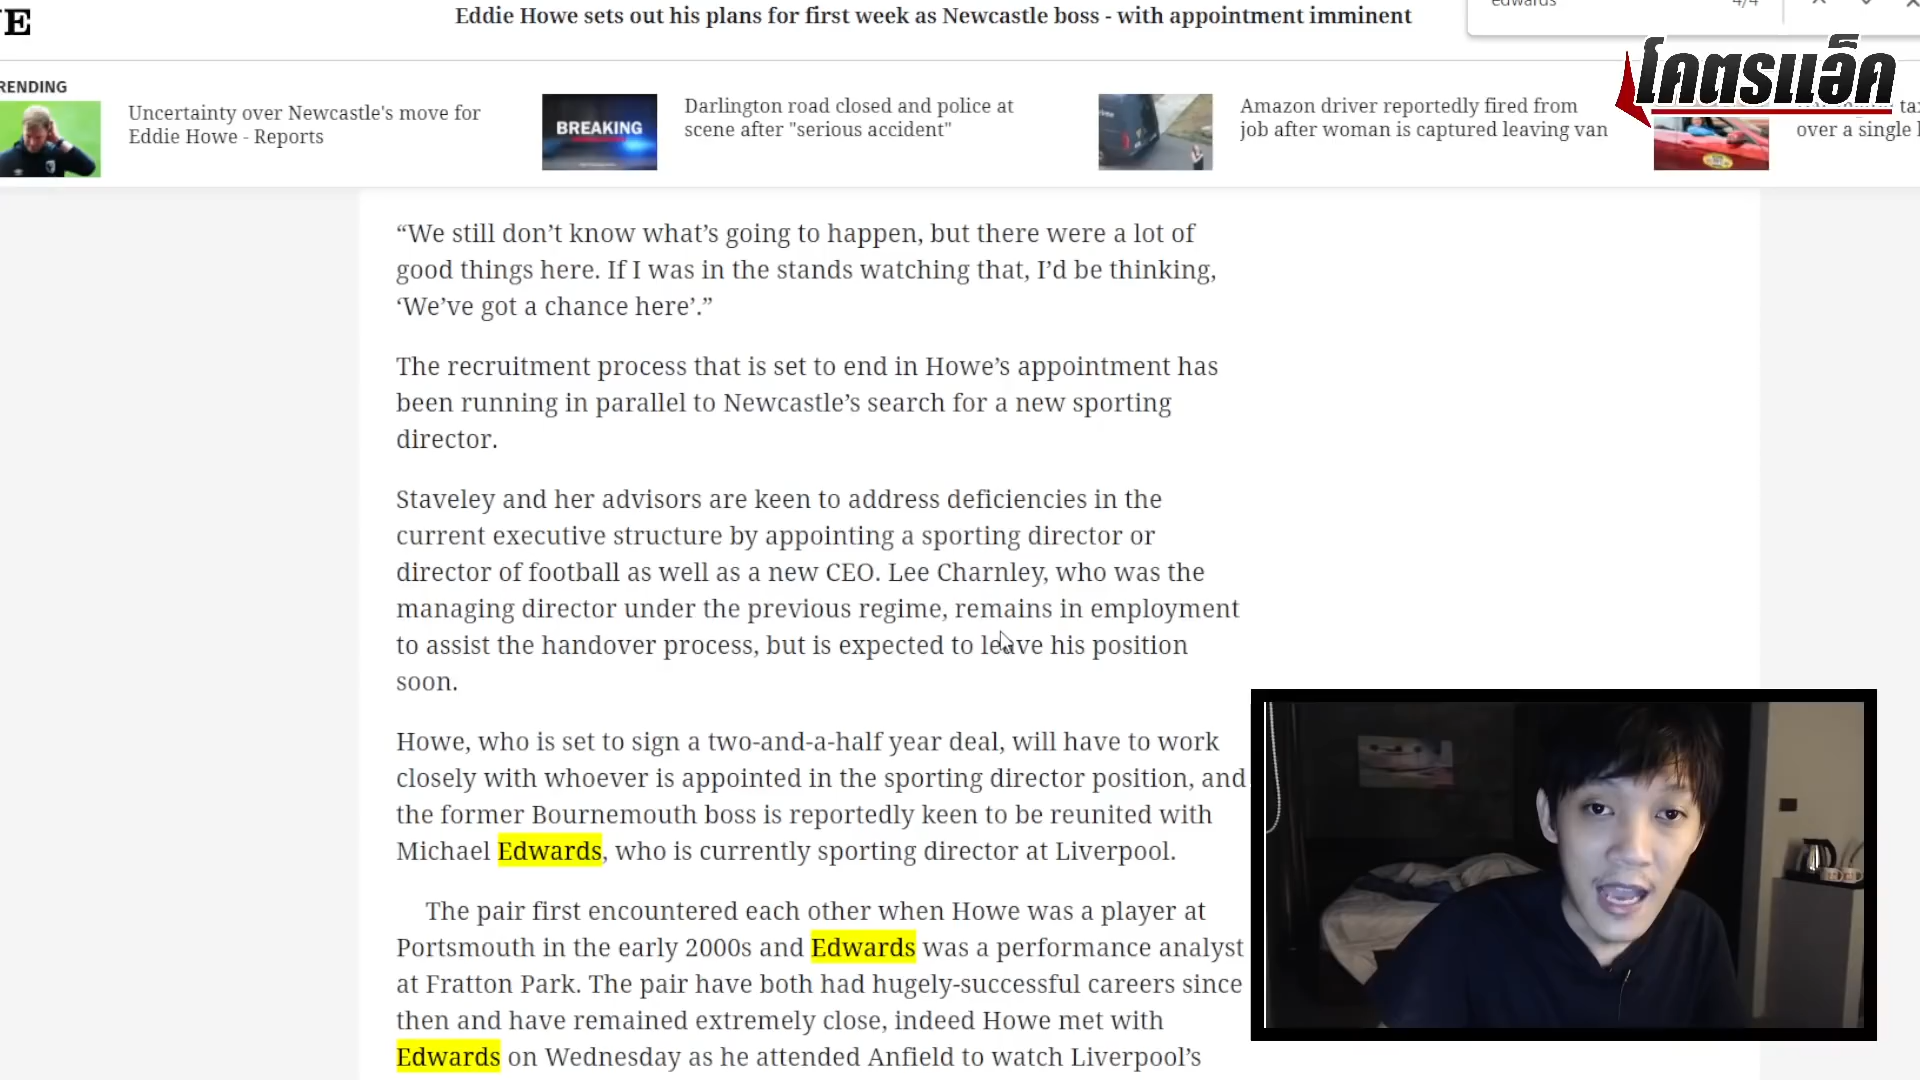 Eddie Howe sets out his plans for first week as Newcastle boss - with appointment imminent
edwards
4/4
โคตรแอ็ค
RENDING
Uncertainty over Newcastle's move for
Eddie Howe - Reports
BREAKING
Darlington road closed and police at
scene after "serious accident"
Amazon driver reportedly fired from
job after woman is captured leaving van
over a single
“We still don’t know what’s going to happen, but there were a lot of
good things here. If I was in the stands watching that, I’d be thinking,
‘We’ve got a chance here’.”
The recruitment process that is set to end in Howe’s appointment has
been running in parallel to Newcastle’s search for a new sporting
director.
Staveley and her advisors are keen to address deficiencies in the
current executive structure by appointing a sporting director or
director of football as well as a new CEO. Lee Charnley, who was the
managing director under the previous regime, remains in employment
to assist the handover process, but is expected to leave his position
soon.
Howe, who is set to sign a two-and-a-half year deal, will have to work
closely with whoever is appointed in the sporting director position, and
the former Bournemouth boss is reportedly keen to be reunited with
Michael Edwards, who is currently sporting director at Liverpool.
The pair first encountered each other when Howe was a player at
Portsmouth in the early 2000s and Edwards was a performance analyst
at Fratton Park. The pair have both had hugely-successful careers since
then and have remained extremely close, indeed Howe met with
Edwards on Wednesday as he attended Anfield to watch Liverpool’s